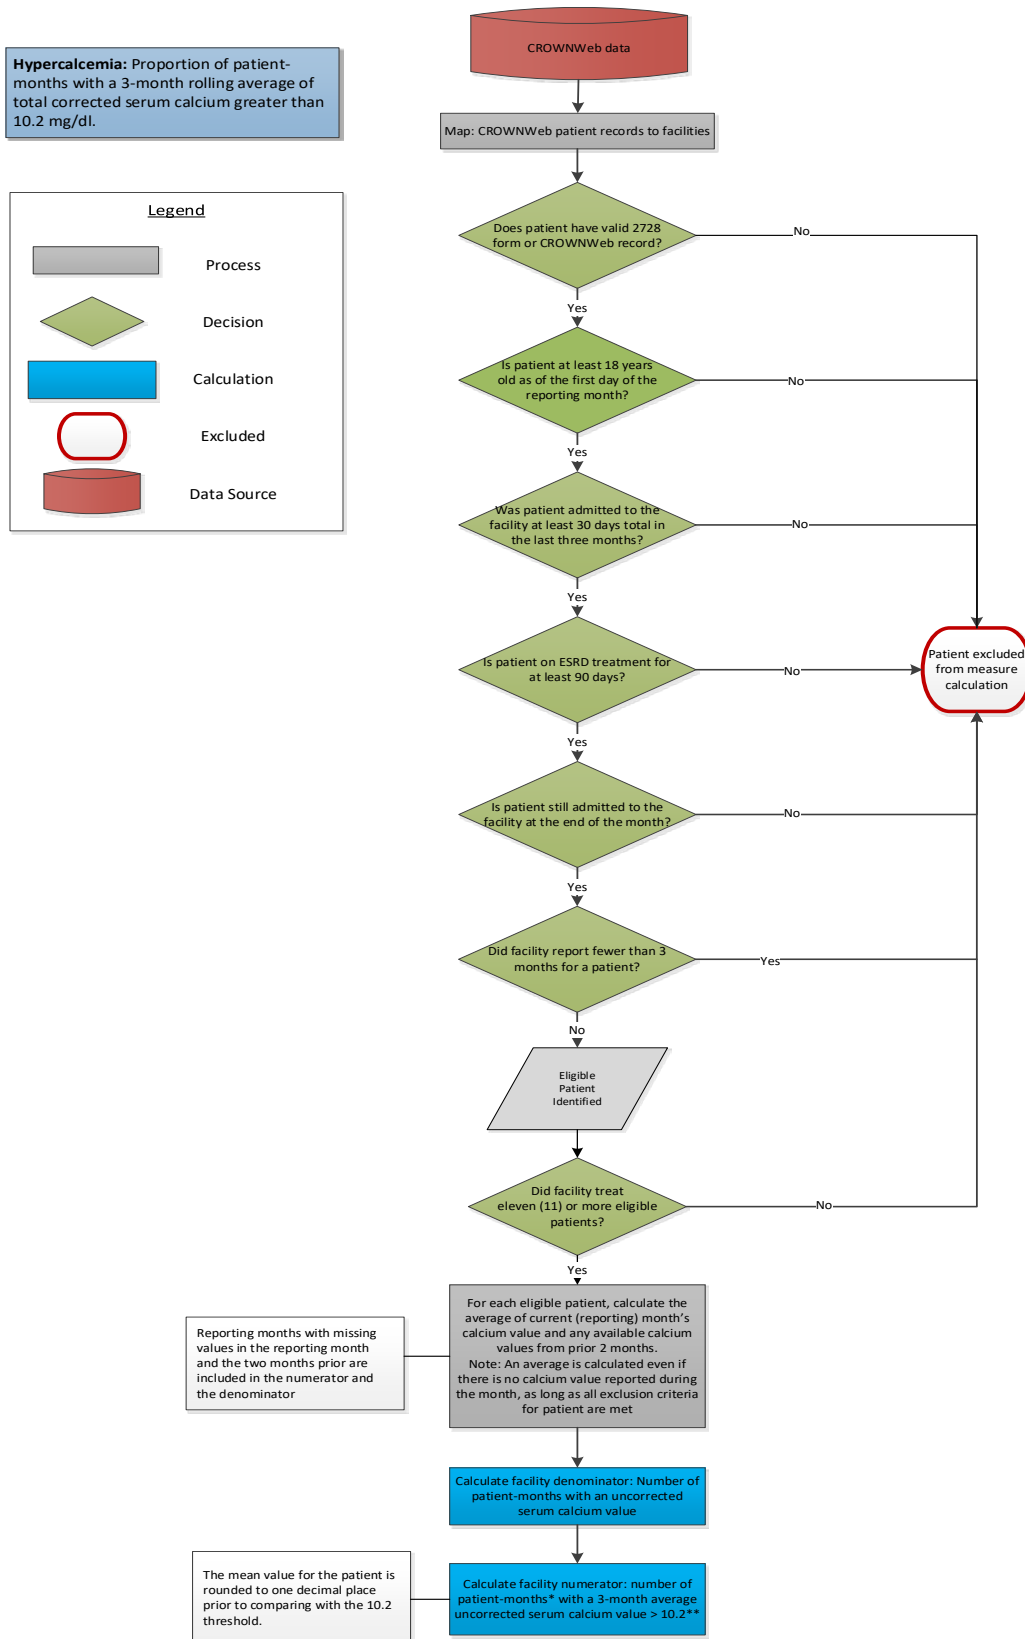 CROWNWeb data
Hypercalcemia: Proportion of patient-
months with a 3-month rolling average of
total corrected serum calcium greater than
10.2 mg/dl.
Map: CROWNWeb patient records to facilities
Legend
Process
Decision
Calculation
Excluded
Data Source
Does patient have valid 2728
form or CROWNWeb record?
No
Yes
Is patient at least 18 years
old as of the first day of the
reporting month?
No
Yes
Was patient admitted to the
facility at least 30 days total in
the last three months?
No
Yes
Is patient on ESRD treatment for
at least 90 days?
No
Patient excluded
from measure
calculation
Yes
Is patient still admitted to the
facility at the end of the month?
No
Yes
Did facility report fewer than 3
months for a patient?
Yes
No
Eligible
Patient
Identified
Did facility treat
eleven (11) or more eligible
patients?
No
Yes
For each eligible patient, calculate the
average of current (reporting) month's
calcium value and any available calcium
values from prior 2 months.
Note: An average is calculated even if
there is no calcium value reported during
the month, as long as all exclusion criteria
for patient are met
Reporting months with missing
values in the reporting month
and the two months prior are
included in the numerator and
the denominator
Calculate facility denominator: Number of
patient-months with an uncorrected
serum calcium value
The mean value for the patient is
rounded to one decimal place
prior to comparing with the 10.2
threshold.
Calculate facility numerator: number of
patient-months* with a 3-month average
uncorrected serum calcium value > 10.2**